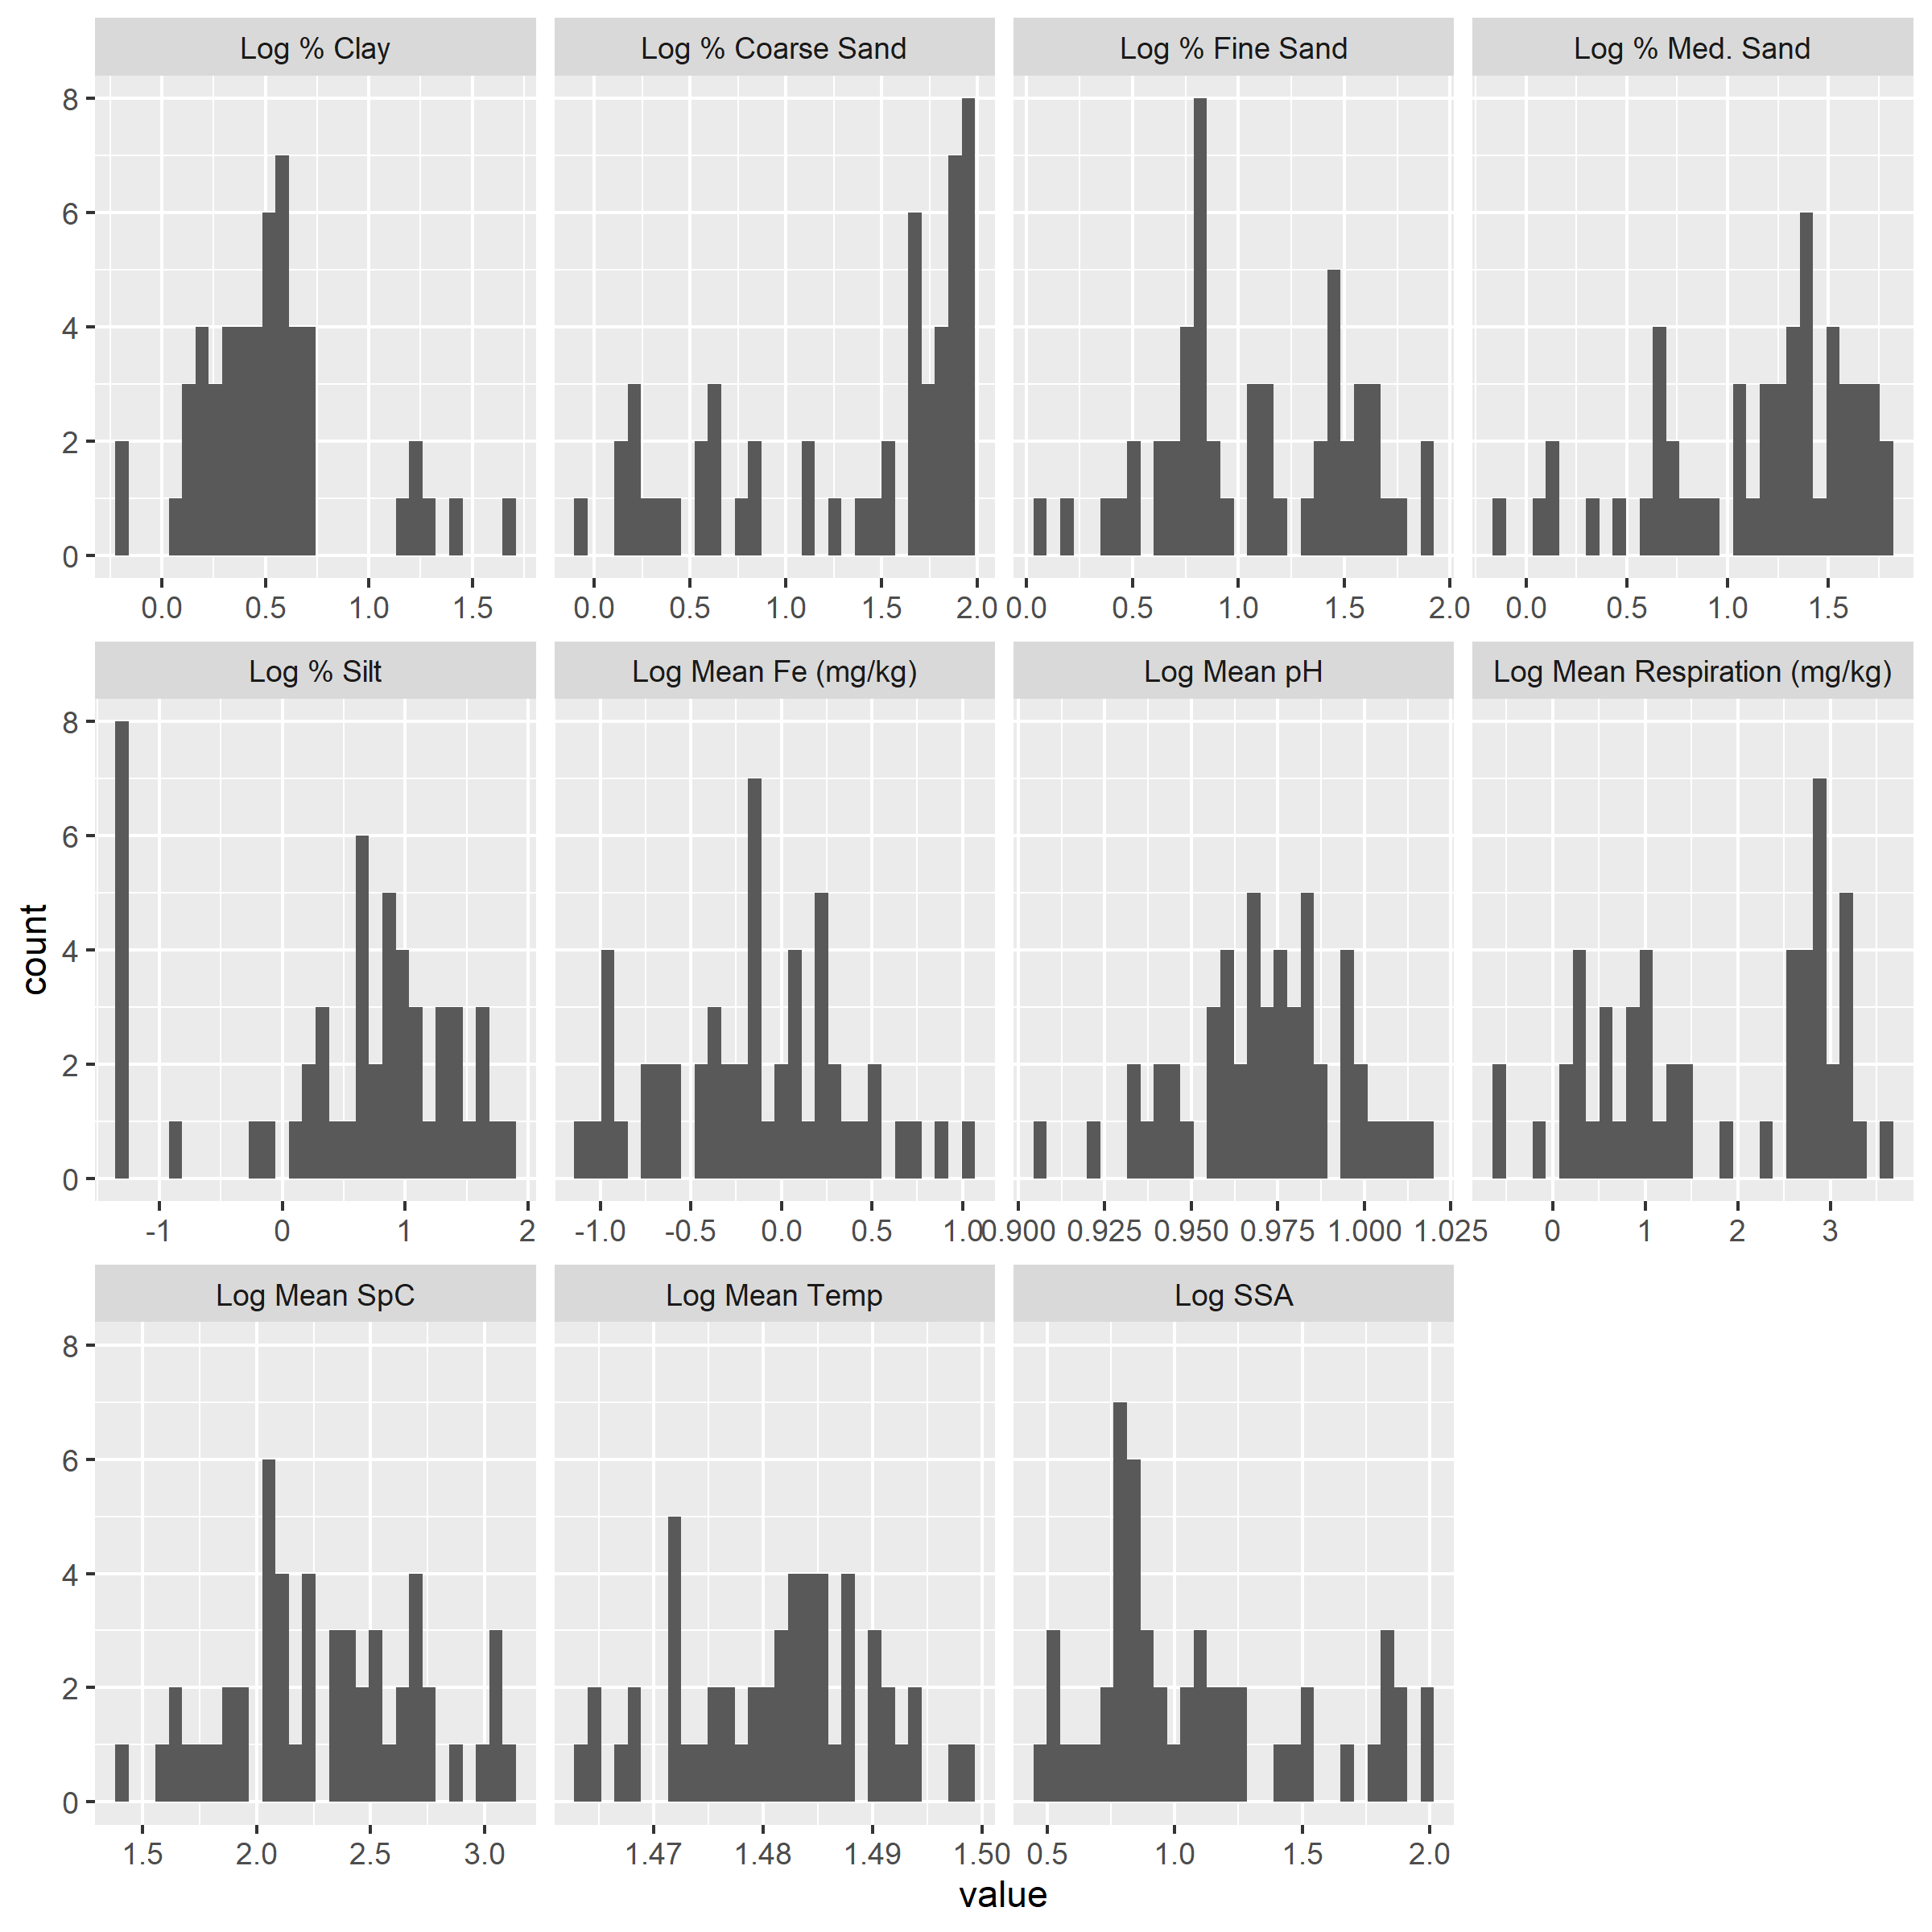 Log % Clay Log % Coarse Sand Log % Fine Sand Log % Med. Sand
8
6
4
2
0
0.0 0.5 1.0 1.5 0.0 0.5 1.0 1.5 2.0 0.0 0.5 1.0 1.5 2.0 0.0 0.5 1.0 1.5
Log % Silt Log Mean Fe (mg/kg) Log Mean pH Log Mean Respiration (mg/kg)
8
6
count
4
2
0
-1 0 1 2 -1.0 -0.5 0.0 0.5 1.0 0.900 0.925 0.950 0.975 1.000 1.025 0 1 2 3
Log Mean SpC Log Mean Temp Log SSA
8
6
4
2
0
1.5 2.0 2.5 3.0 1.47 1.48 1.49 1.50 0.5 1.0 1.5 2.0
value